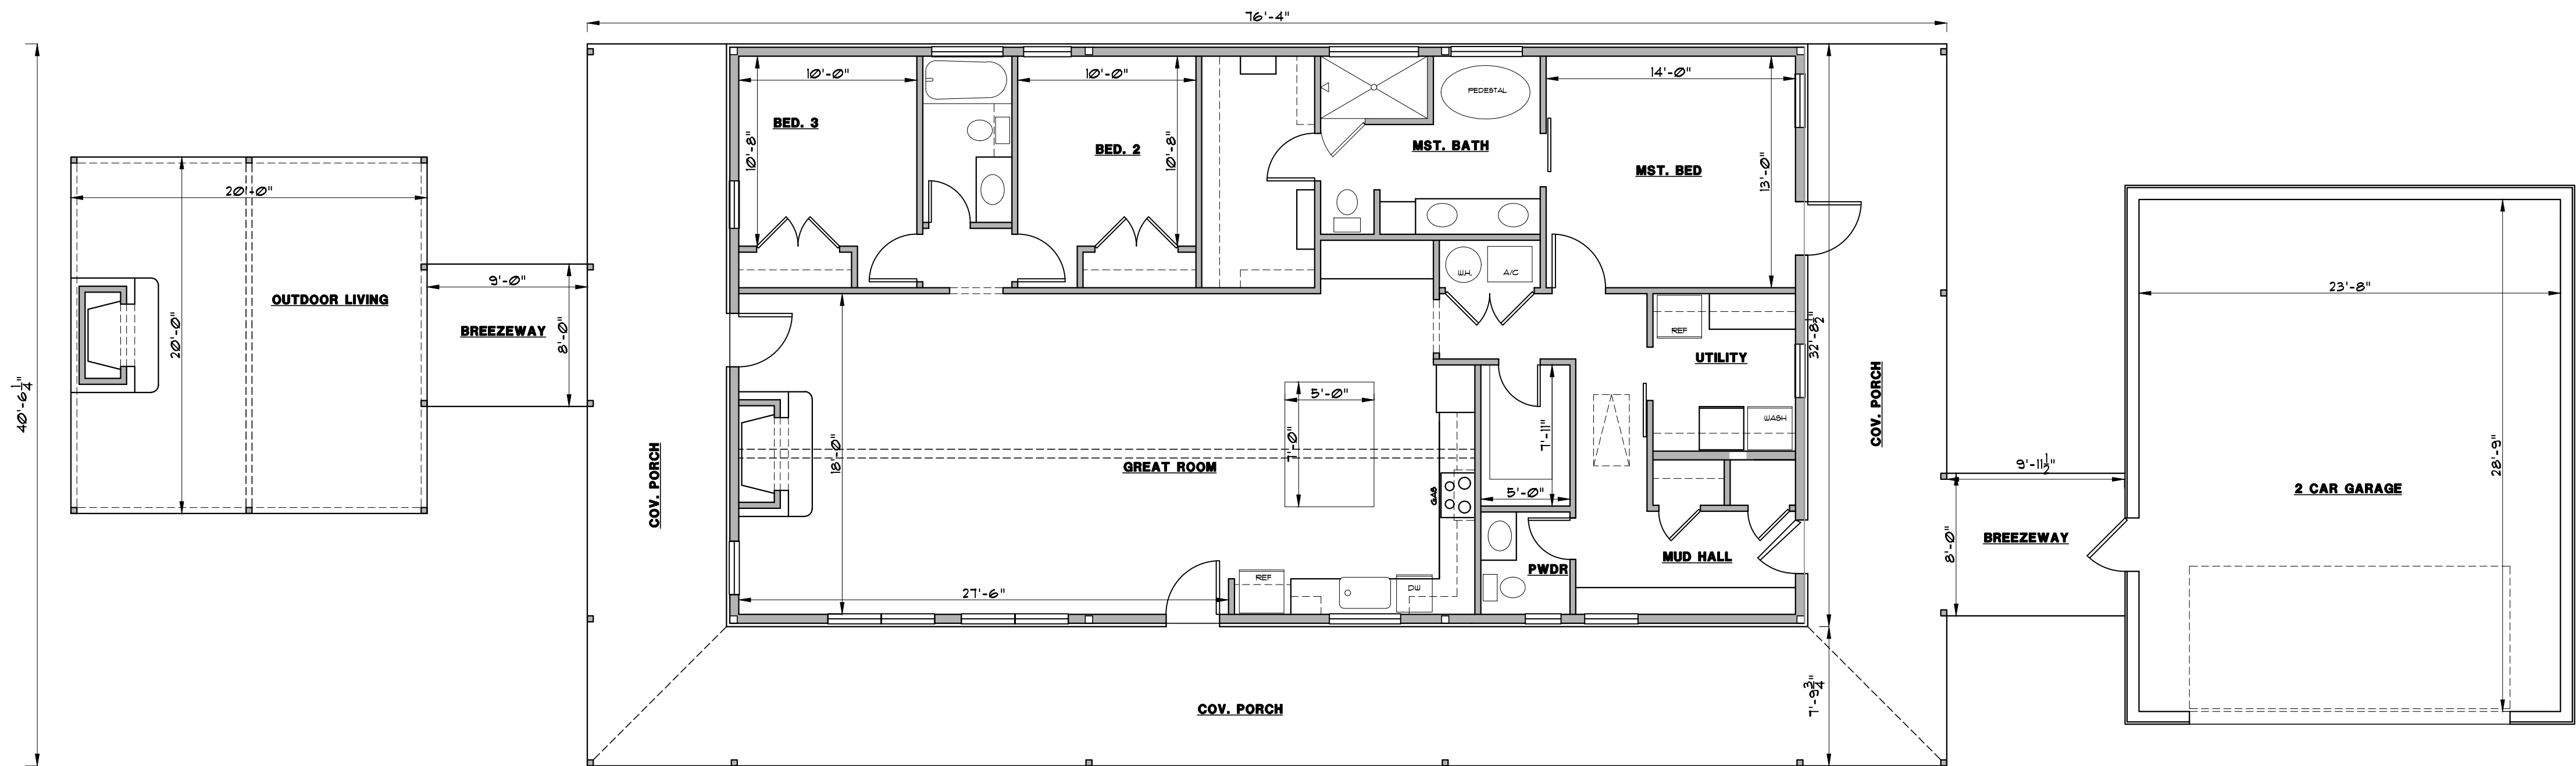 76'-4"
10'-0"
10'-0"
14'-0"
PEDESTAL
BED. 3
BED. 2
MST. BATH
MST. BED
10'-8"
10'-8"
13'-0"
20'-0"
W.H.
A/C
OUTDOOR LIVING
9'-0"
23'-8"
BREEZEWAY
8'-0"
20'-0"
REF
32'-8 1/2"
UTILITY
40'-6 1/4"
COV. PORCH
5'-0"
7'-0"
WASH
7'-11"
18'-0"
GREAT ROOM
28'-9"
COV. PORCH
9'-11 1/2"
GAS
5'-0"
2 CAR GARAGE
BREEZEWAY
8'-0"
MUD HALL
PWDR
REF
DW
27'-6"
7'-9 3/4"
COV. PORCH